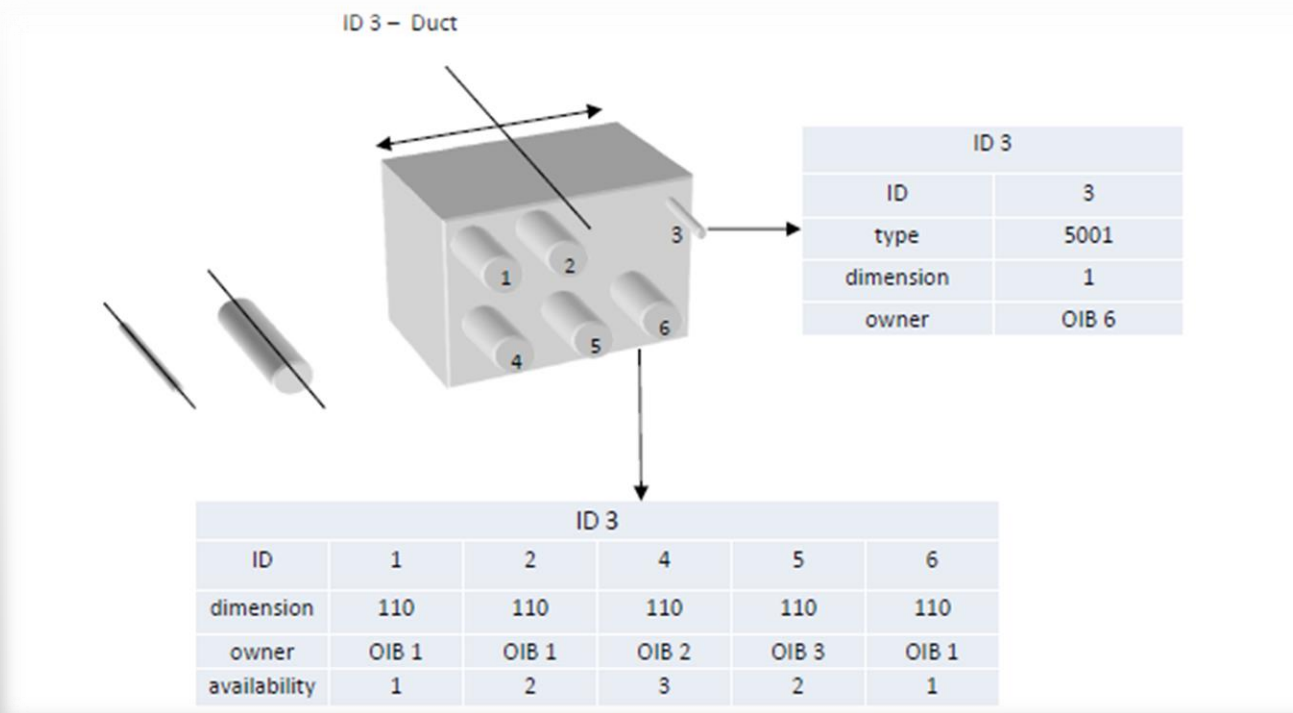 ID 3 – Duct
ID 3
ID 3
type 5001
dimension 1
owner OIB 6
1
2
3
4
5
6
ID 3
ID 1 2 4 5 6
dimension 110 110 110 110 110
owner OIB 1 OIB 1 OIB 2 OIB 3 OIB 1
availability 1 2 3 2 1